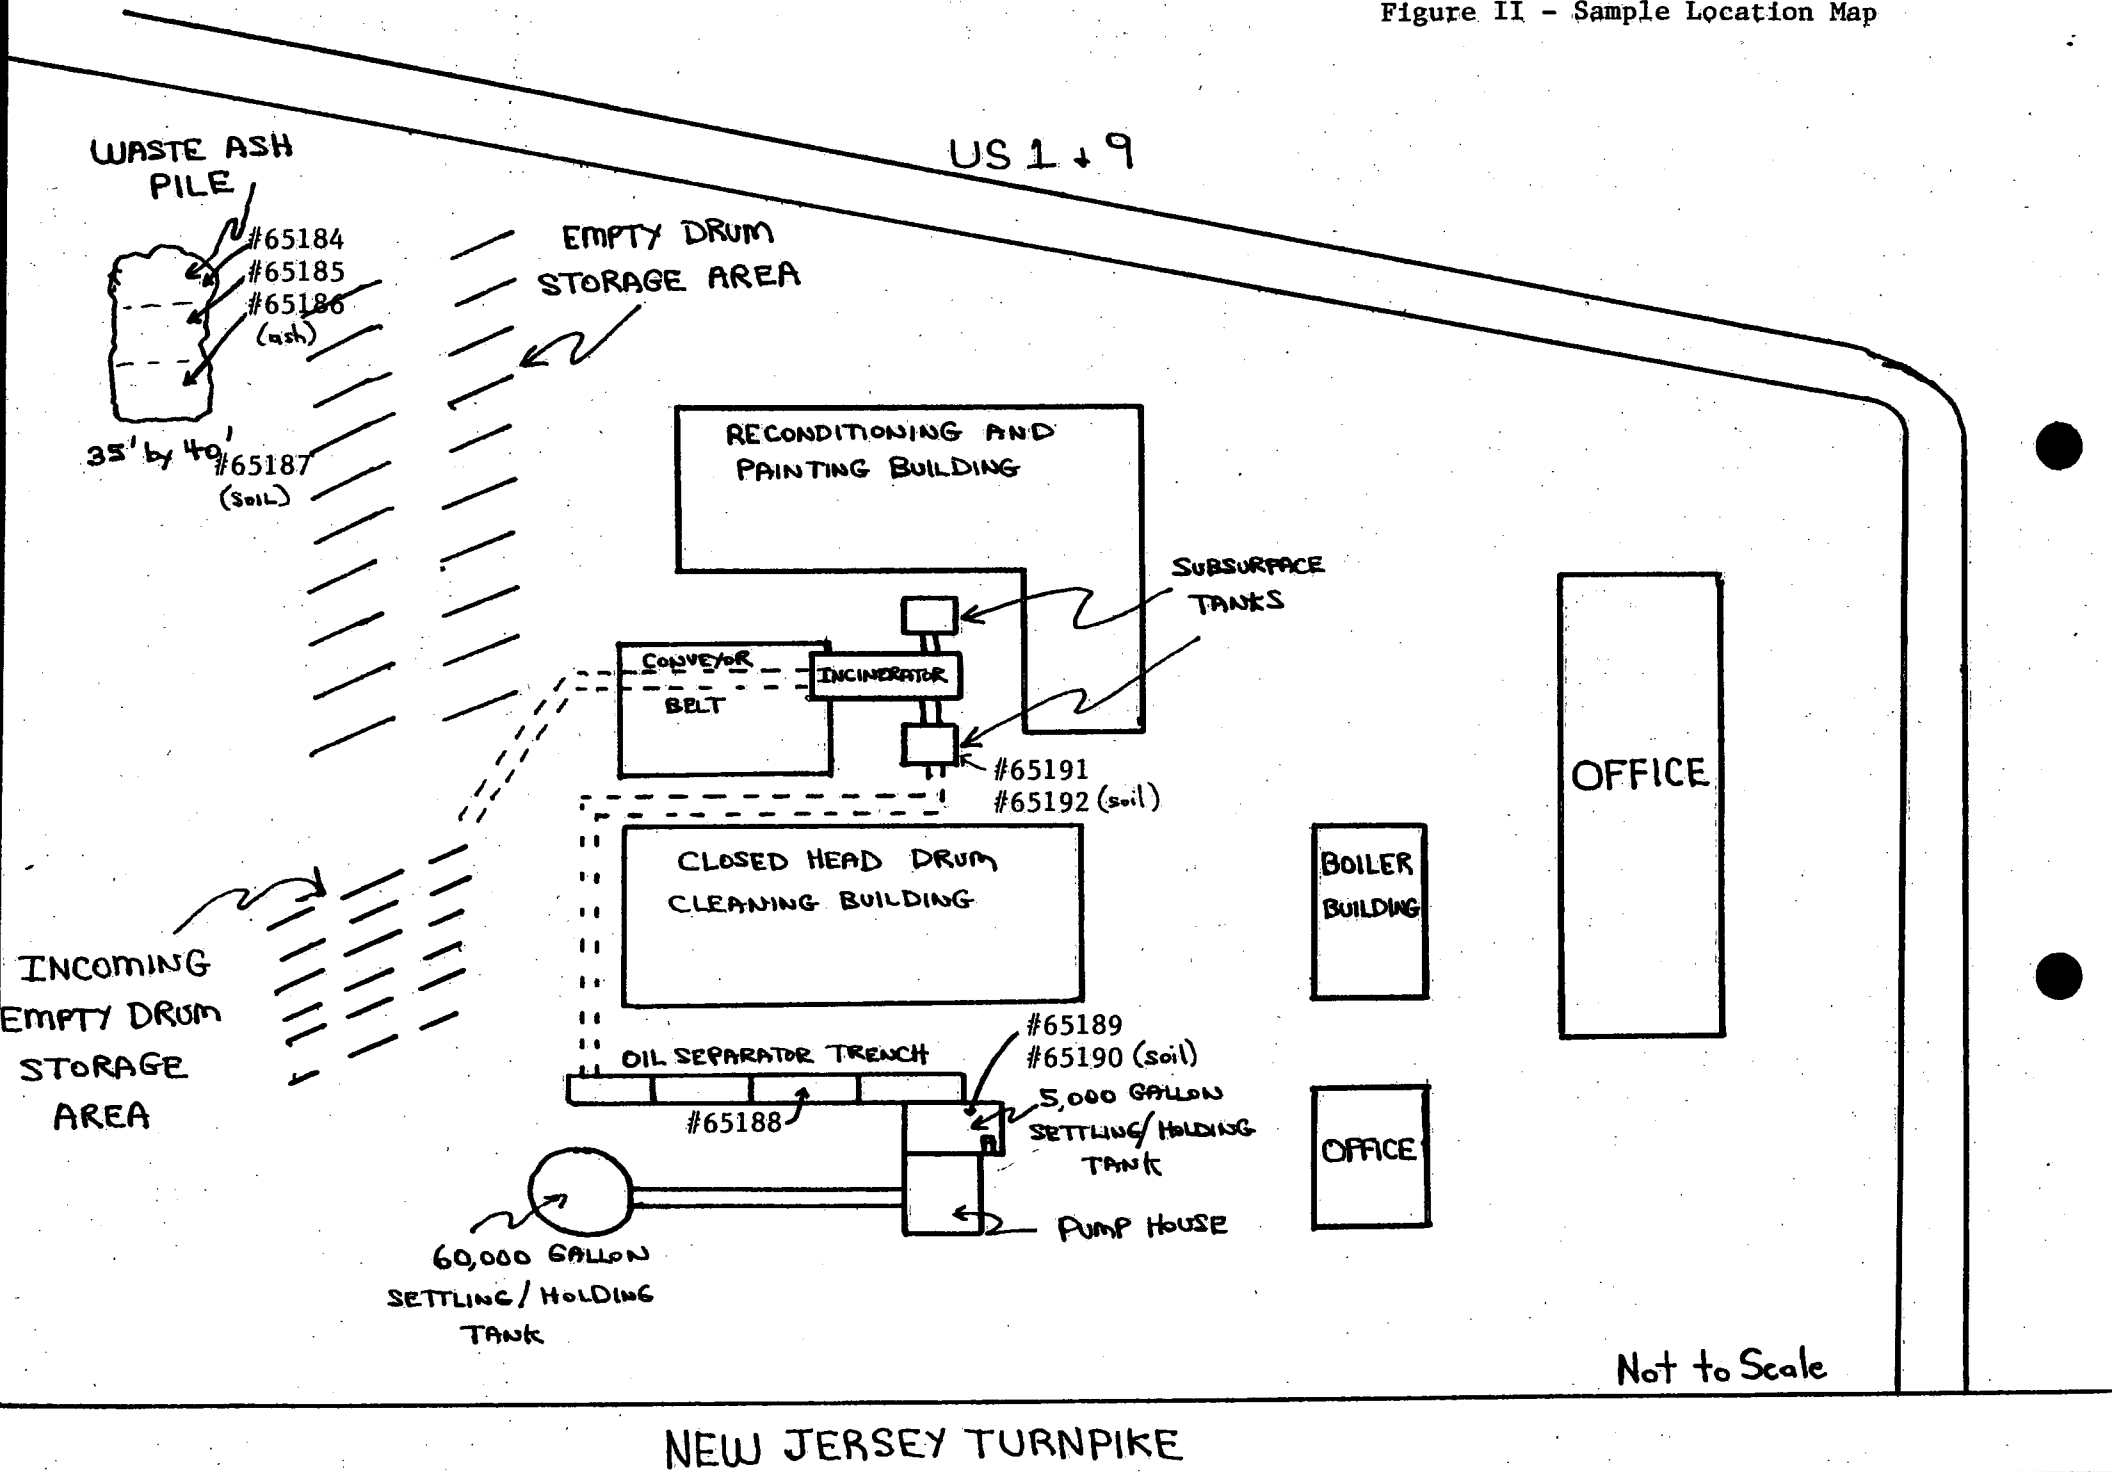 Figure II - Sample Location Map
US 1 + 9
WASTE ASH
PILE
#65184
#65185
#65186
(ash)
35' by 40'
#65187
(SOIL)
EMPTY DRUM
STORAGE AREA
RECONDITIONING AND
PAINTING BUILDING
SUBSURFACE
TANKS
CONVEYOR
BELT
INCINERATOR
#65191
#65192 (soil)
OFFICE
CLOSED HEAD DRUM
CLEANING BUILDING
BOILER
BUILDING
INCOMING
EMPTY DRUM
STORAGE
AREA
#65189
#65190 (soil)
OIL SEPARATOR TRENCH
#65188
5,000 GALLON
SETTLING/HOLDING
TANK
OFFICE
PUMP HOUSE
60,000 GALLON
SETTLING/HOLDING
TANK
Not to Scale
NEW JERSEY TURNPIKE